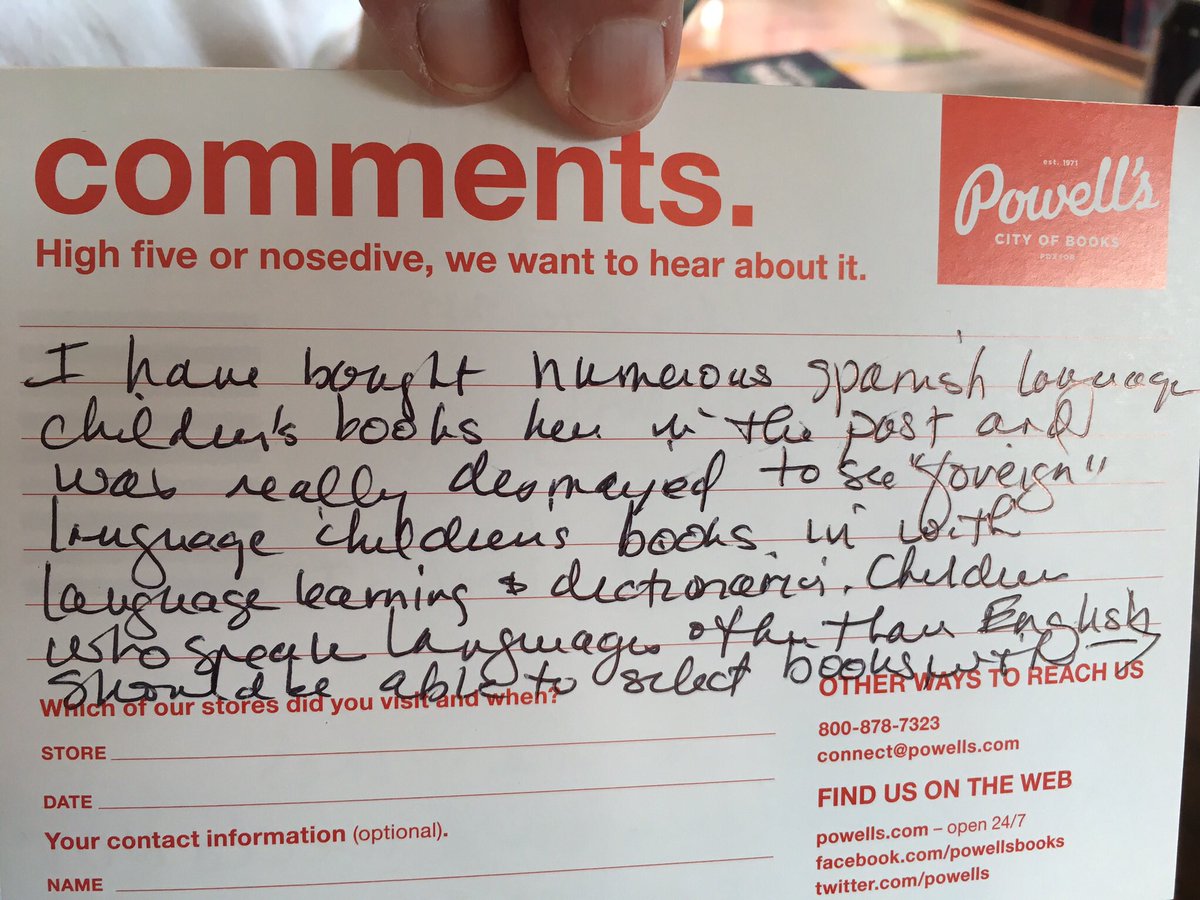 comments.
High five or nosedive, we want to hear about it.
est. 1971
Powell's
CITY OF BOOKS
PDX FOR
I have bought numerous Spanish language
children's books here in the past and
was really desmayed to see "foreign"
language childrens books in with
language learning & dictionaries. Children
who speak languages other than English
should be able to select books with →
Which of our stores did you visit and when?
STORE
DATE
Your contact information (optional).
NAME
OTHER WAYS TO REACH US
800-878-7323
connect@powells.com
FIND US ON THE WEB
powells.com – open 24/7
facebook.com/powellsbooks
twitter.com/powells